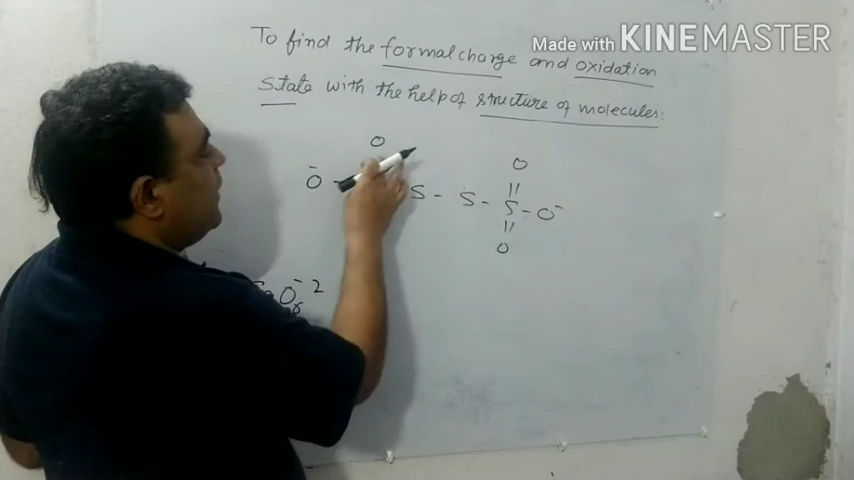 Made with KINEMASTER
To find the formal charge and oxidation
state with the help of structure of molecules:
O O
O⁻ - S - S - S - O⁻
||
||
O
O₆⁻²